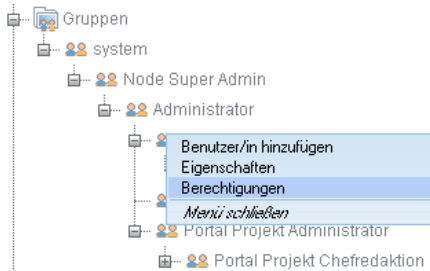 Gruppen
system
Node Super Admin
Administrator
Benutzer/in hinzufügen
Eigenschaften
Berechtigungen
Menü schließen
Portal Projekt Administrator
Portal Projekt Chefredaktion